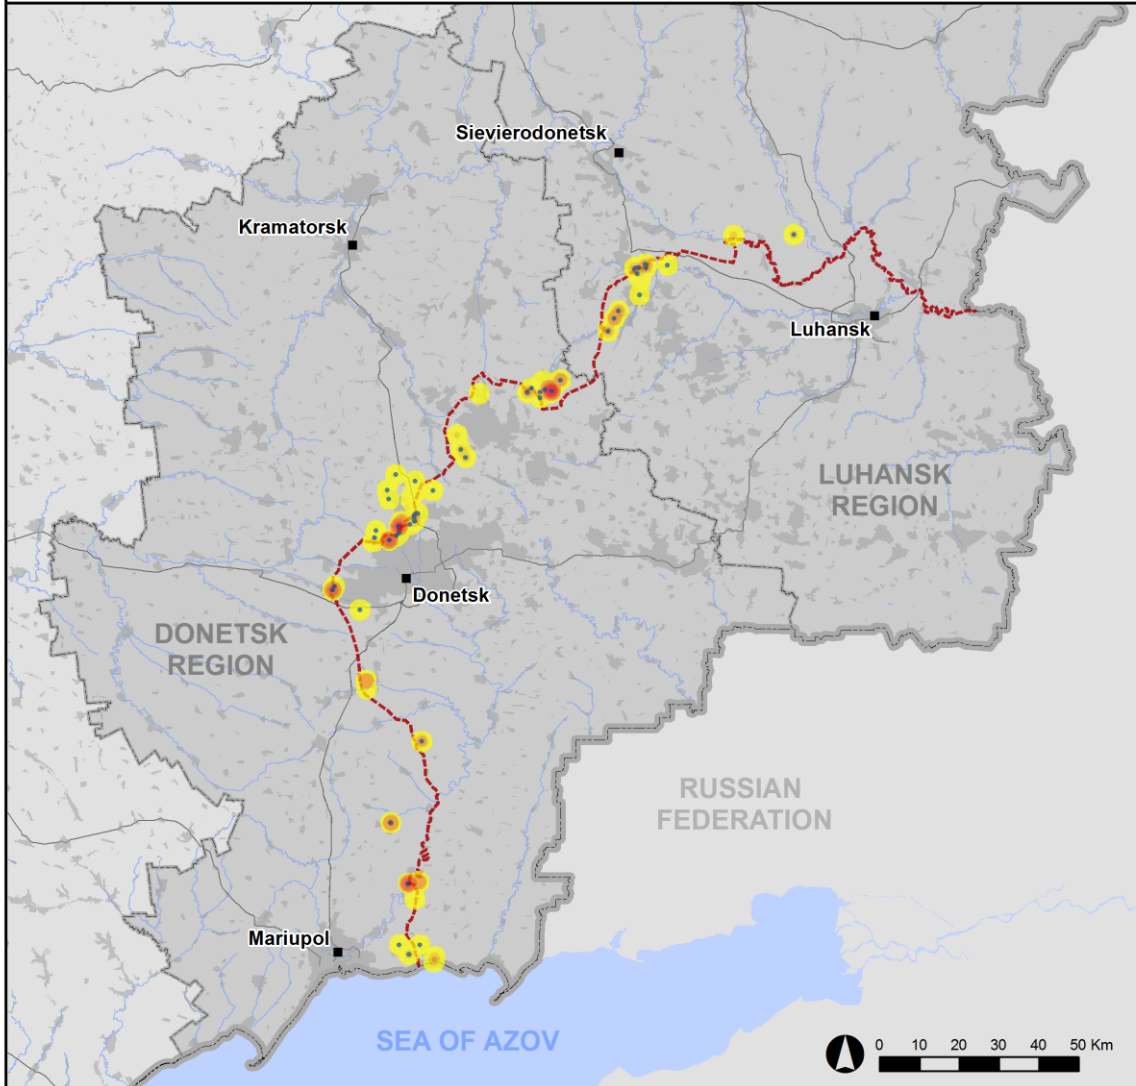 Sievierodonetsk
Kramatorsk
Luhansk
LUHANSK
REGION
Donetsk
DONETSK
REGION
RUSSIAN
FEDERATION
Mariupol
SEA OF AZOV
0 10 20 30 40 50 Km